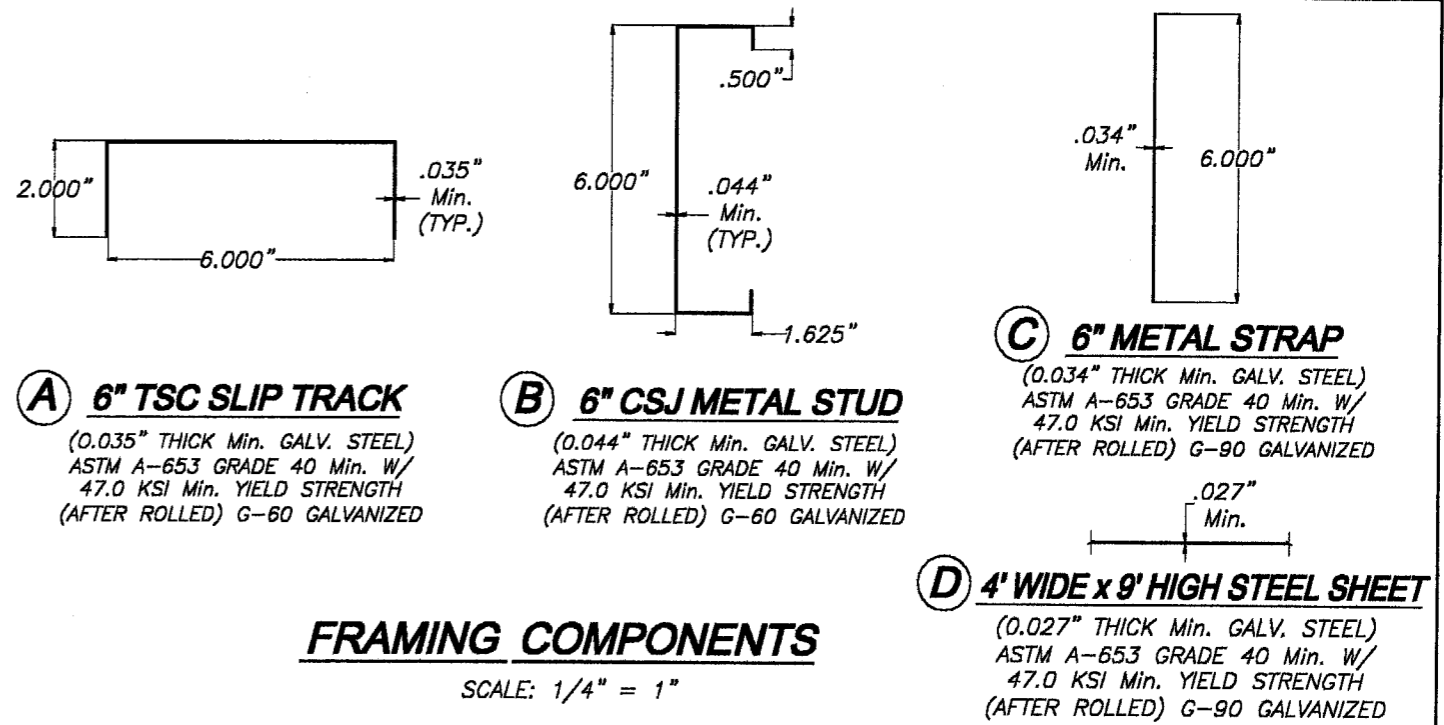 2.000"
6.000"
.035"
Min.
(TYP.)
A 6" TSC SLIP TRACK
(0.035" THICK Min. GALV. STEEL)
ASTM A-653 GRADE 40 Min. W/
47.0 KSI Min. YIELD STRENGTH
(AFTER ROLLED) G-60 GALVANIZED
.500"
6.000"
.044"
Min.
(TYP.)
1.625"
B 6" CSJ METAL STUD
(0.044" THICK Min. GALV. STEEL)
ASTM A-653 GRADE 40 Min. W/
47.0 KSI Min. YIELD STRENGTH
(AFTER ROLLED) G-60 GALVANIZED
.034"
Min.
6.000"
C 6" METAL STRAP
(0.034" THICK Min. GALV. STEEL)
ASTM A-653 GRADE 40 Min. W/
47.0 KSI Min. YIELD STRENGTH
(AFTER ROLLED) G-90 GALVANIZED
.027"
Min.
D 4' WIDE x 9' HIGH STEEL SHEET
(0.027" THICK Min. GALV. STEEL)
ASTM A-653 GRADE 40 Min. W/
47.0 KSI Min. YIELD STRENGTH
(AFTER ROLLED) G-90 GALVANIZED
FRAMING COMPONENTS
SCALE: 1/4" = 1"